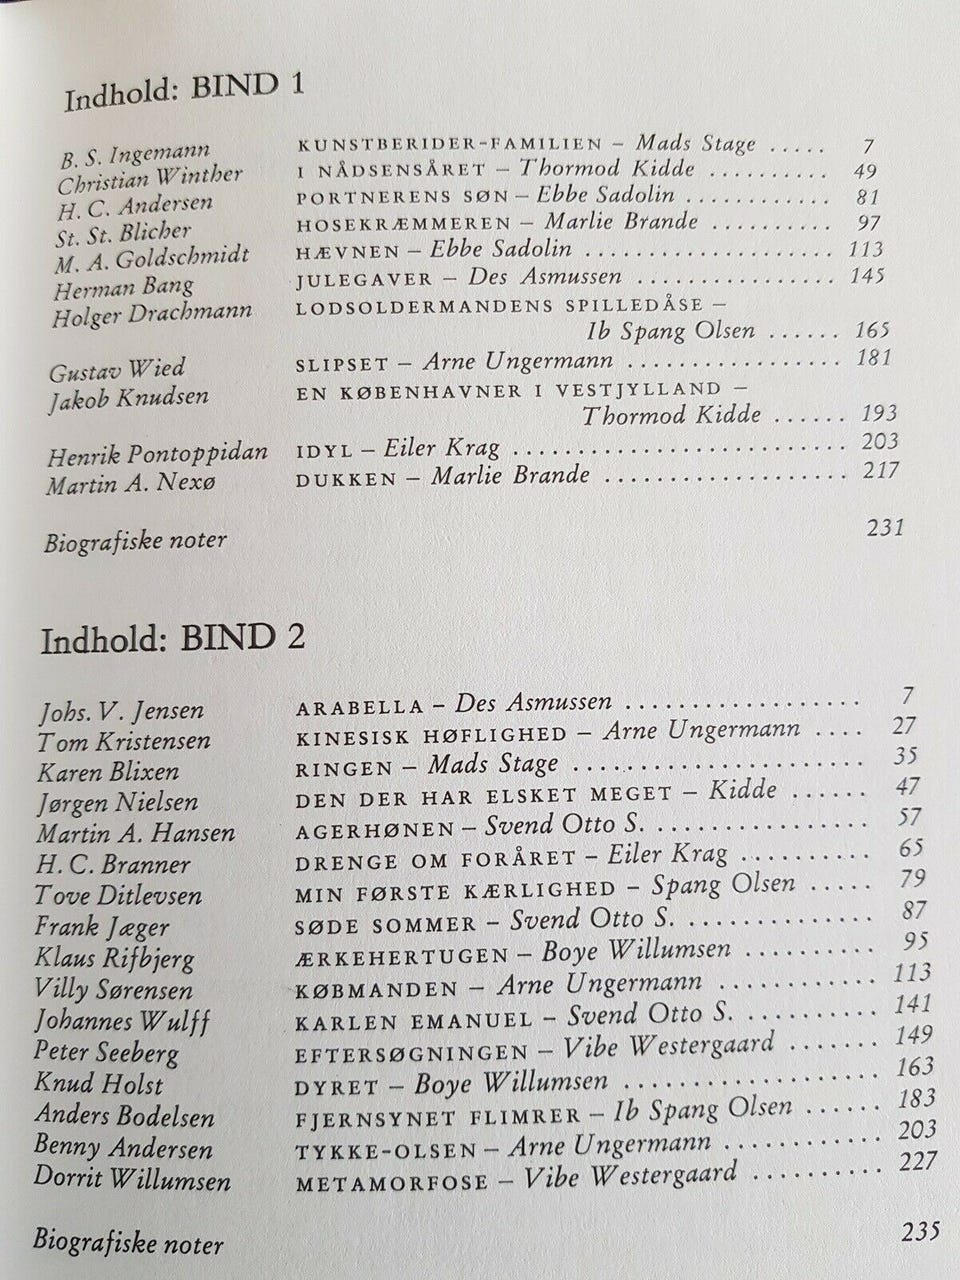 Indhold: BIND 1
B. S. Ingemann KUNSTBERIDER-FAMILIEN – Mads Stage ..... 7
Christian Winther I NÅDSENSÅRET – Thormod Kidde .......... 49
H. C. Andersen PORTNERENS SØN – Ebbe Sadolin ............ 81
St. St. Blicher HOSEKRÆMMEREN – Marlie Brande .......... 97
M. A. Goldschmidt HÆVNEN – Ebbe Sadolin .................... 113
Herman Bang JULEGAVER – Des Asmussen ................ 145
Holger Drachmann LODSOLDERMANDENS SPILLEDÅSE –
Ib Spang Olsen ...... 165
Gustav Wied SLIPSET – Arne Ungermann ................. 181
Jakob Knudsen EN KØBENHAVNER I VESTJYLLAND –
Thormod Kidde ...... 193
Henrik Pontoppidan IDYL – Eiler Krag .......................... 203
Martin A. Nexø DUKKEN – Marlie Brande ................... 217
Biografiske noter 231
Indhold: BIND 2
Johs. V. Jensen ARABELLA – Des Asmussen ................... 7
Tom Kristensen KINESISK HØFLIGHED – Arne Ungermann .... 27
Karen Blixen RINGEN – Mads Stage ....................... 35
Jørgen Nielsen DEN DER HAR ELSKET MEGET – Kidde ...... 47
Martin A. Hansen AGERHØNEN – Svend Otto S. ................. 57
H. C. Branner DRENGE OM FORÅRET – Eiler Krag .......... 65
Tove Ditlevsen MIN FØRSTE KÆRLIGHED – Spang Olsen ..... 79
Frank Jæger SØDE SOMMER – Svend Otto S. ............... 87
Klaus Rifbjerg ÆRKEHERTUGEN – Boye Willumsen .......... 95
Villy Sørensen KØBMANDEN – Arne Ungermann ............ 113
Johannes Wulff KARLEN EMANUEL – Svend Otto S. ........... 141
Peter Seeberg EFTERSØGNINGEN – Vibe Westergaard ....... 149
Knud Holst DYRET – Boye Willumsen .................... 163
Anders Bodelsen FJERNSYNET FLIMRER – Ib Spang Olsen ...... 183
Benny Andersen TYKKE-OLSEN – Arne Ungermann ............ 203
Dorrit Willumsen METAMORFOSE – Vibe Westergaard .......... 227
Biografiske noter 235